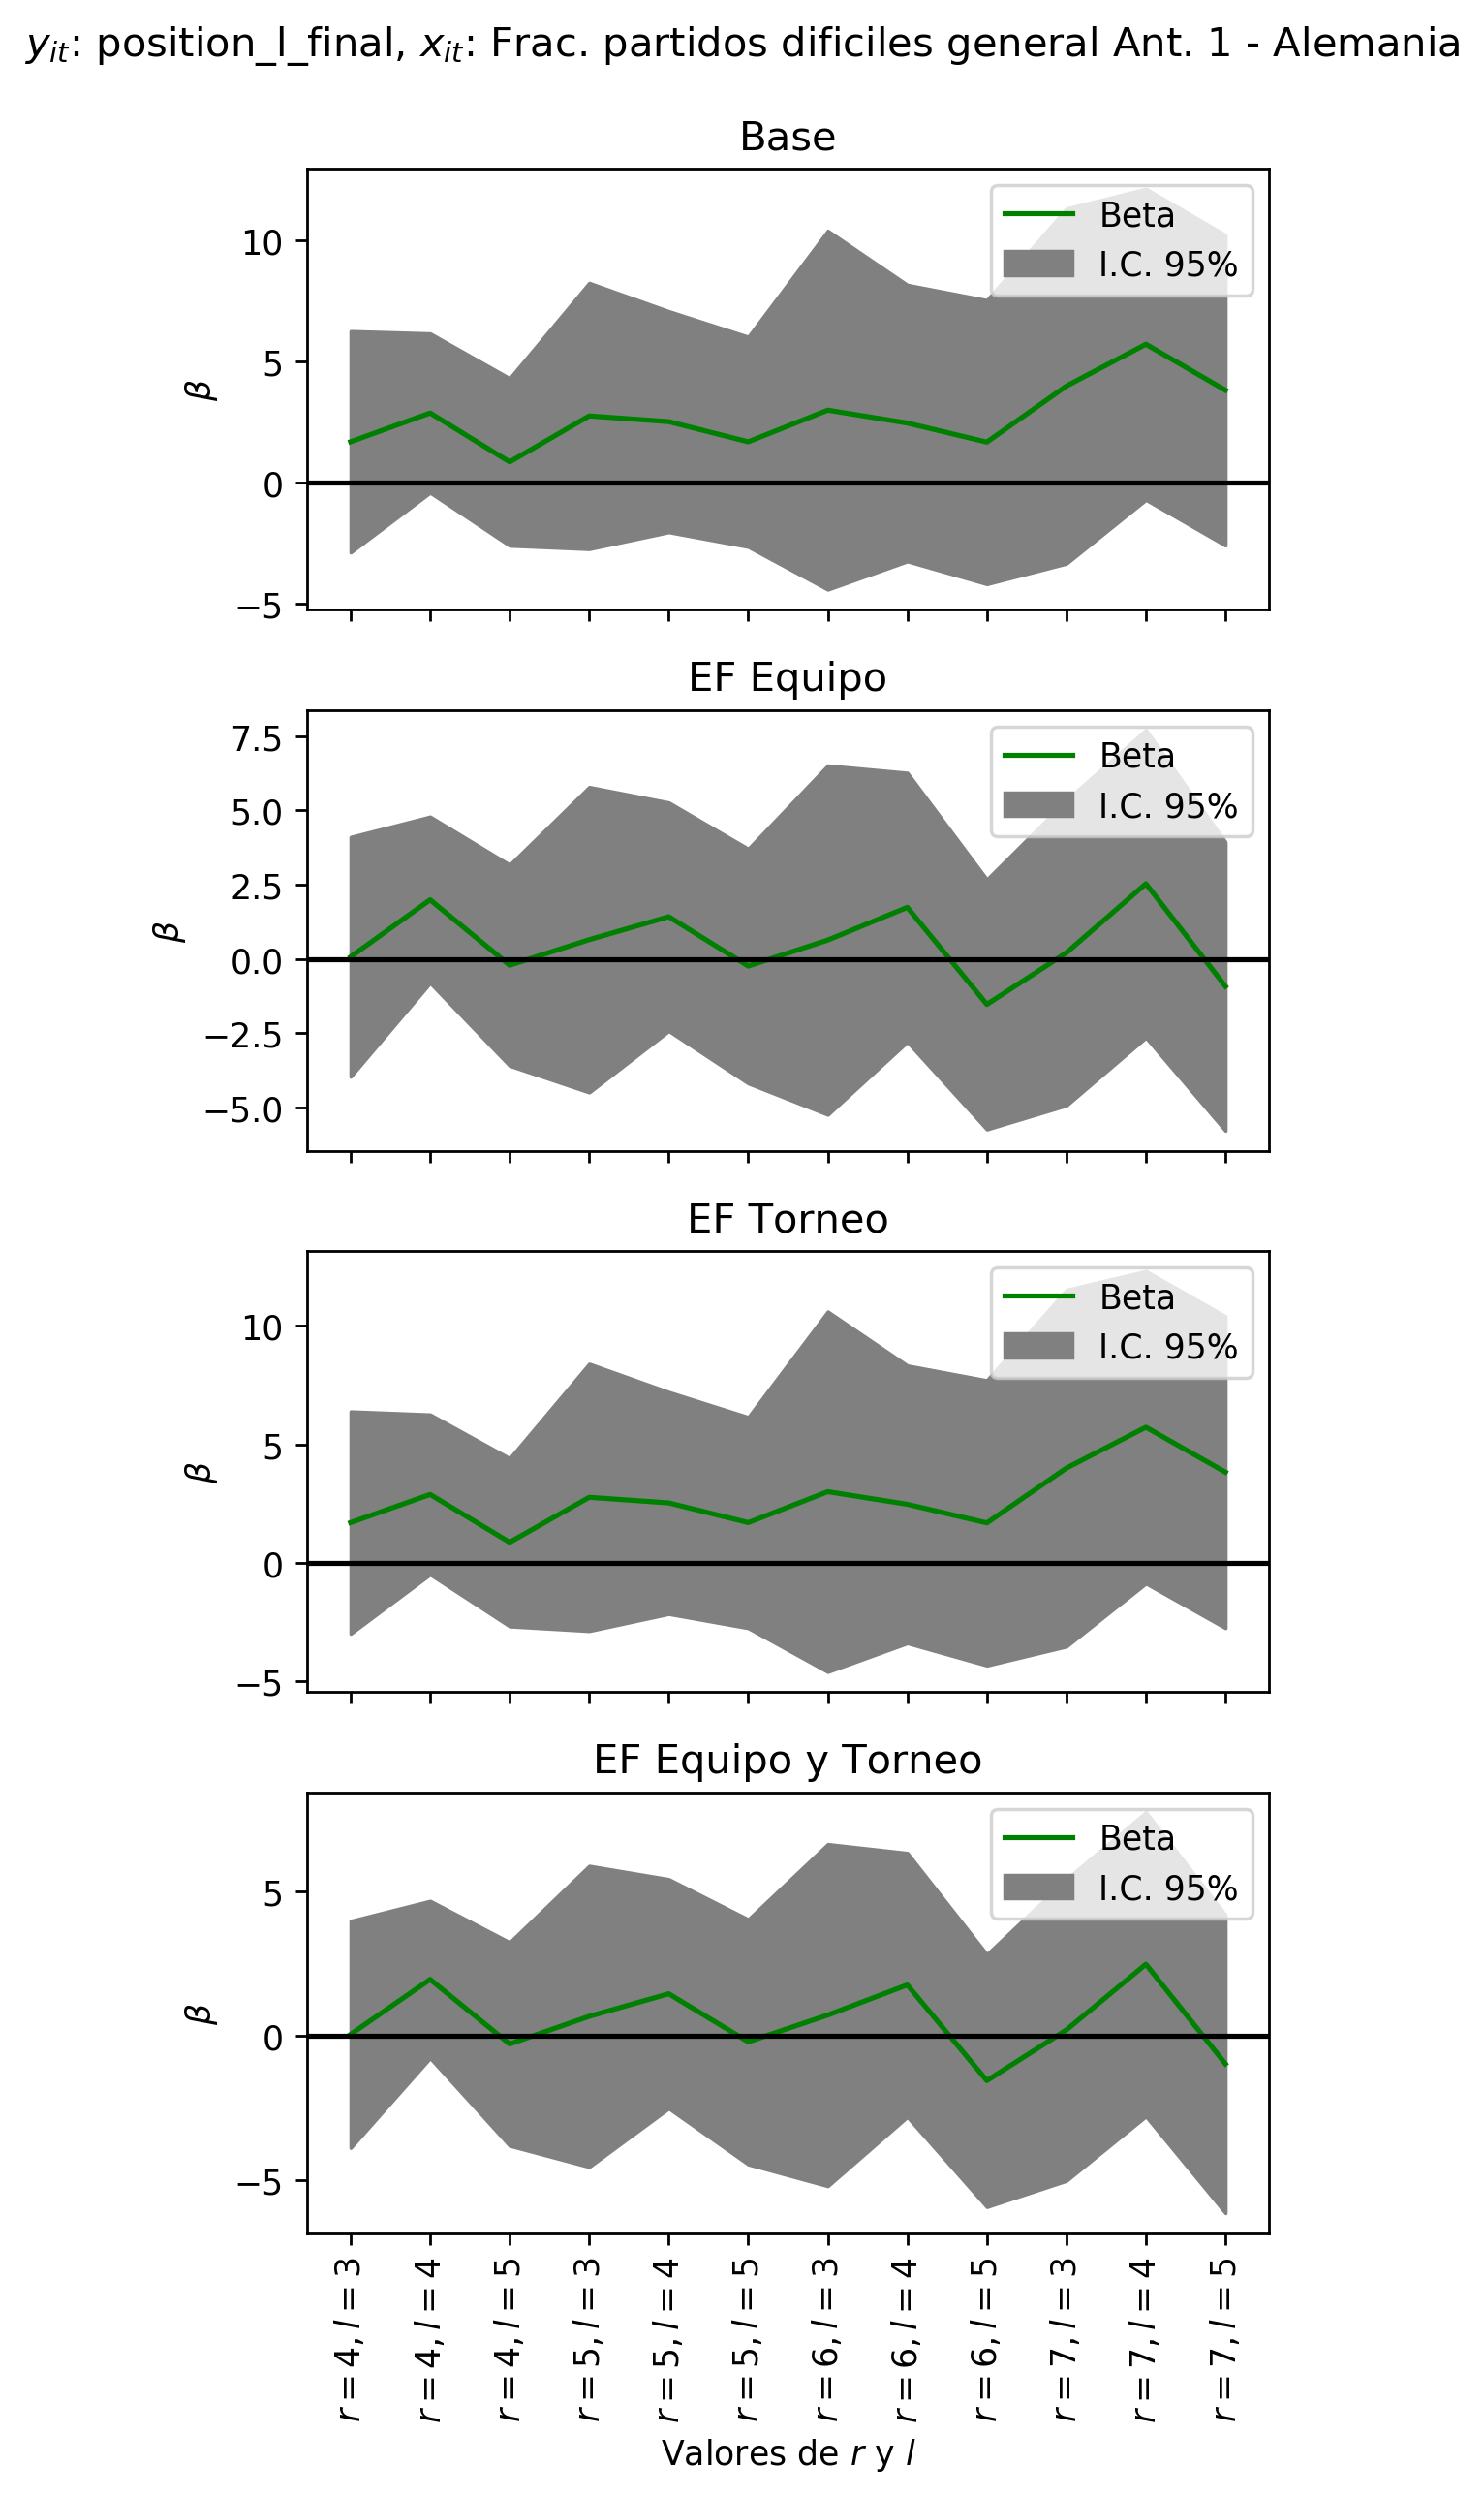 y_it: position_l_final, x_it: Frac. partidos dificiles general Ant. 1 - Alemania
Base
Beta
I.C. 95%
10
5
0
−5
β
EF Equipo
Beta
I.C. 95%
7.5
5.0
2.5
0.0
−2.5
−5.0
β
EF Torneo
Beta
I.C. 95%
10
5
0
−5
β
EF Equipo y Torneo
Beta
I.C. 95%
5
0
−5
β
r = 4, l = 3
r = 4, l = 4
r = 4, l = 5
r = 5, l = 3
r = 5, l = 4
r = 5, l = 5
r = 6, l = 3
r = 6, l = 4
r = 6, l = 5
r = 7, l = 3
r = 7, l = 4
r = 7, l = 5
Valores de r y l